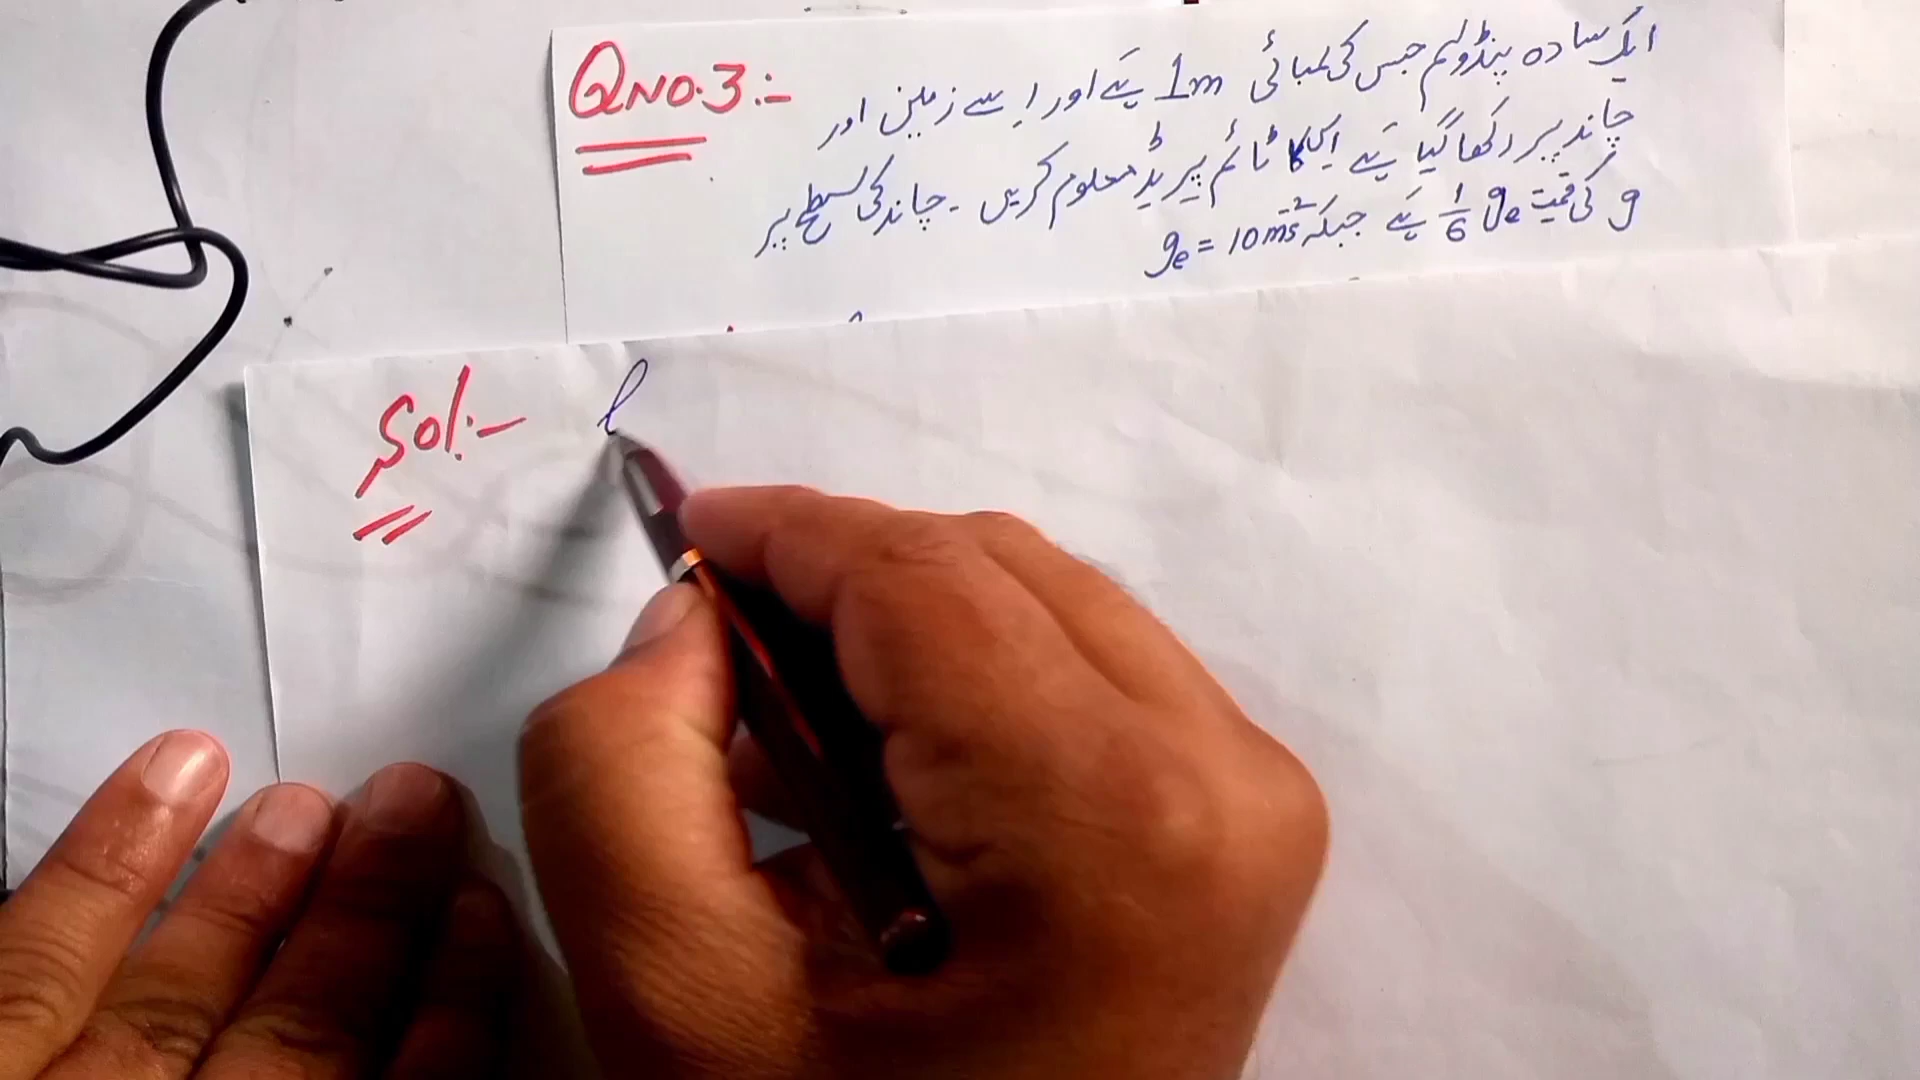 Q NO.3:-
ایک سادہ پنڈولم جس کی لمبائی 1m ہے اور اسے زمین اور
چاند پر رکھا گیا ہے اسکا ٹائم پیریڈ معلوم کریں ۔ چاند کی سطح پر
g کی قیمت ge 1/6 ہے جبکہ ge = 10ms⁻²
Sol:-
l